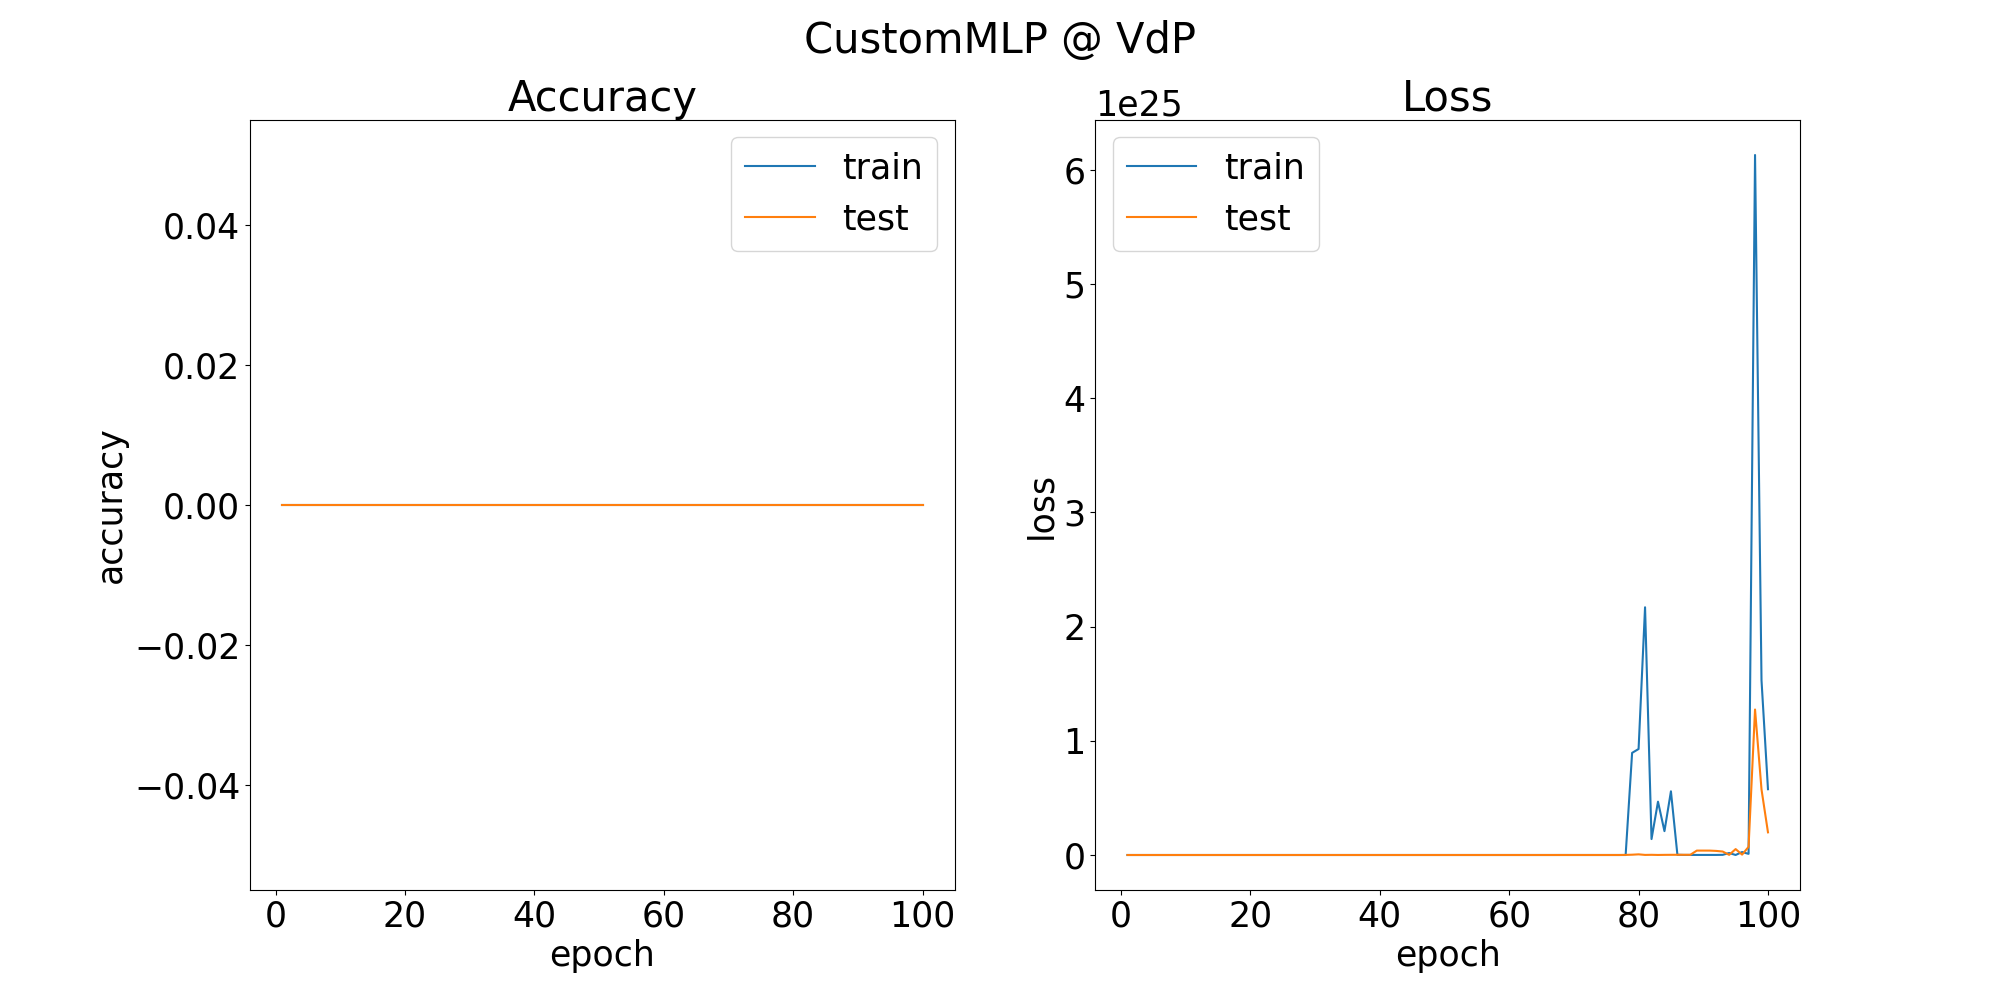 CustomMLP @ VdP
Accuracy
train
test
0.04
0.02
0.00
−0.02
−0.04
accuracy
0 20 40 60 80 100
epoch
Loss
1e25
train
test
6
5
4
3
2
1
0
loss
0 20 40 60 80 100
epoch